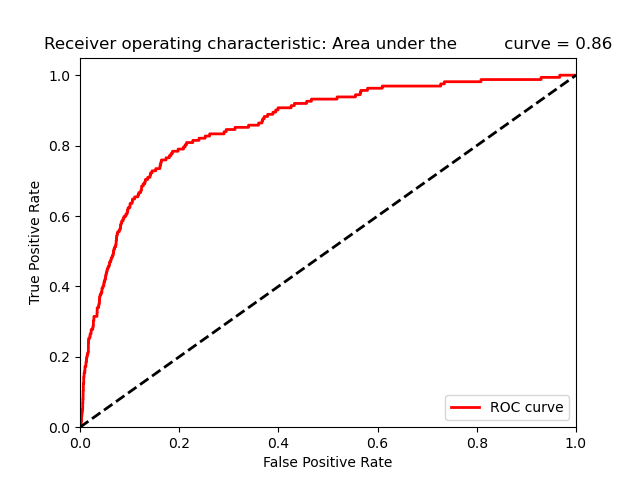 Receiver operating characteristic: Area under the curve = 0.86
1.0
0.8
0.6
0.4
0.2
0.0
True Positive Rate
ROC curve
0.0 0.2 0.4 0.6 0.8 1.0
False Positive Rate